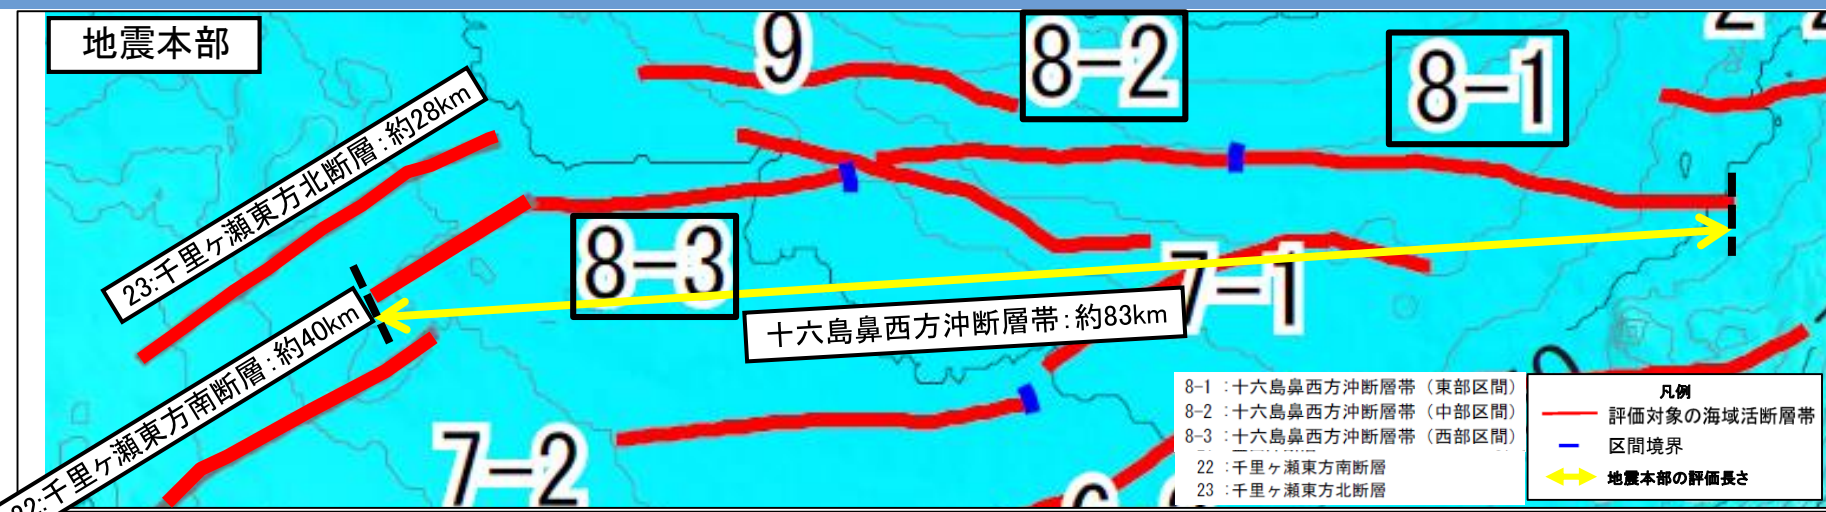 地震本部
9
8-2
8-1
23:千里ヶ瀬東方北断層:約28km
8-3
7-1
十六島鼻西方沖断層帯:約83km
22:千里ヶ瀬東方南断層:約40km
7-2
8-1 :十六島鼻西方沖断層帯（東部区間）
8-2 :十六島鼻西方沖断層帯（中部区間）
8-3 :十六島鼻西方沖断層帯（西部区間）
22 :千里ヶ瀬東方南断層
23 :千里ヶ瀬東方北断層
凡例
評価対象の海域活断層帯
区間境界
地震本部の評価長さ